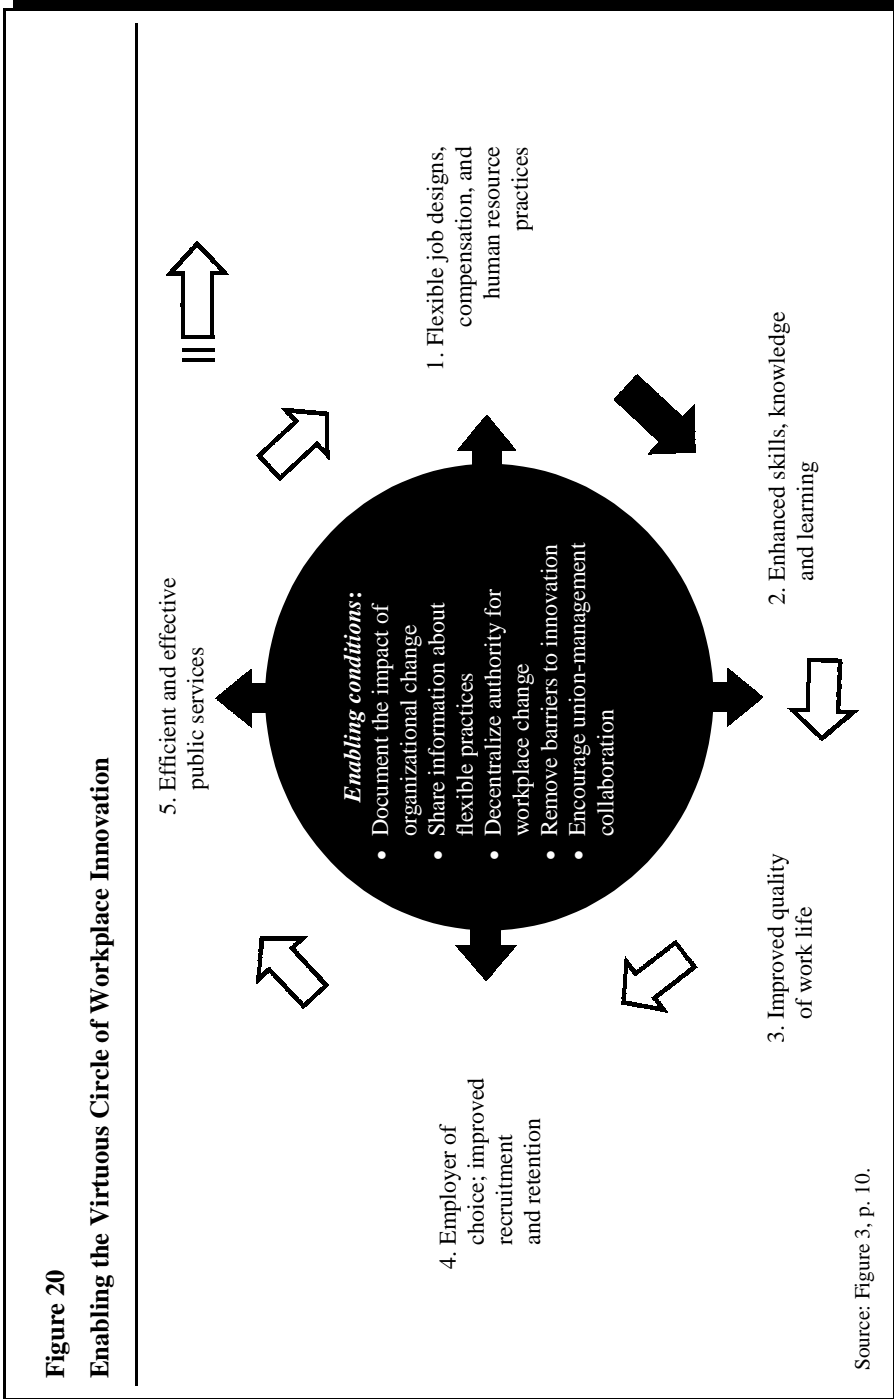 Figure 20
Enabling the Virtuous Circle of Workplace Innovation
5. Efficient and effective
public services
1. Flexible job designs,
compensation, and
human resource
practices
2. Enhanced skills, knowledge
and learning
3. Improved quality
of work life
4. Employer of
choice; improved
recruitment
and retention
Enabling conditions:
• Document the impact of
organizational change
• Share information about
flexible practices
• Decentralize authority for
workplace change
• Remove barriers to innovation
• Encourage union-management
collaboration
Source: Figure 3, p. 10.